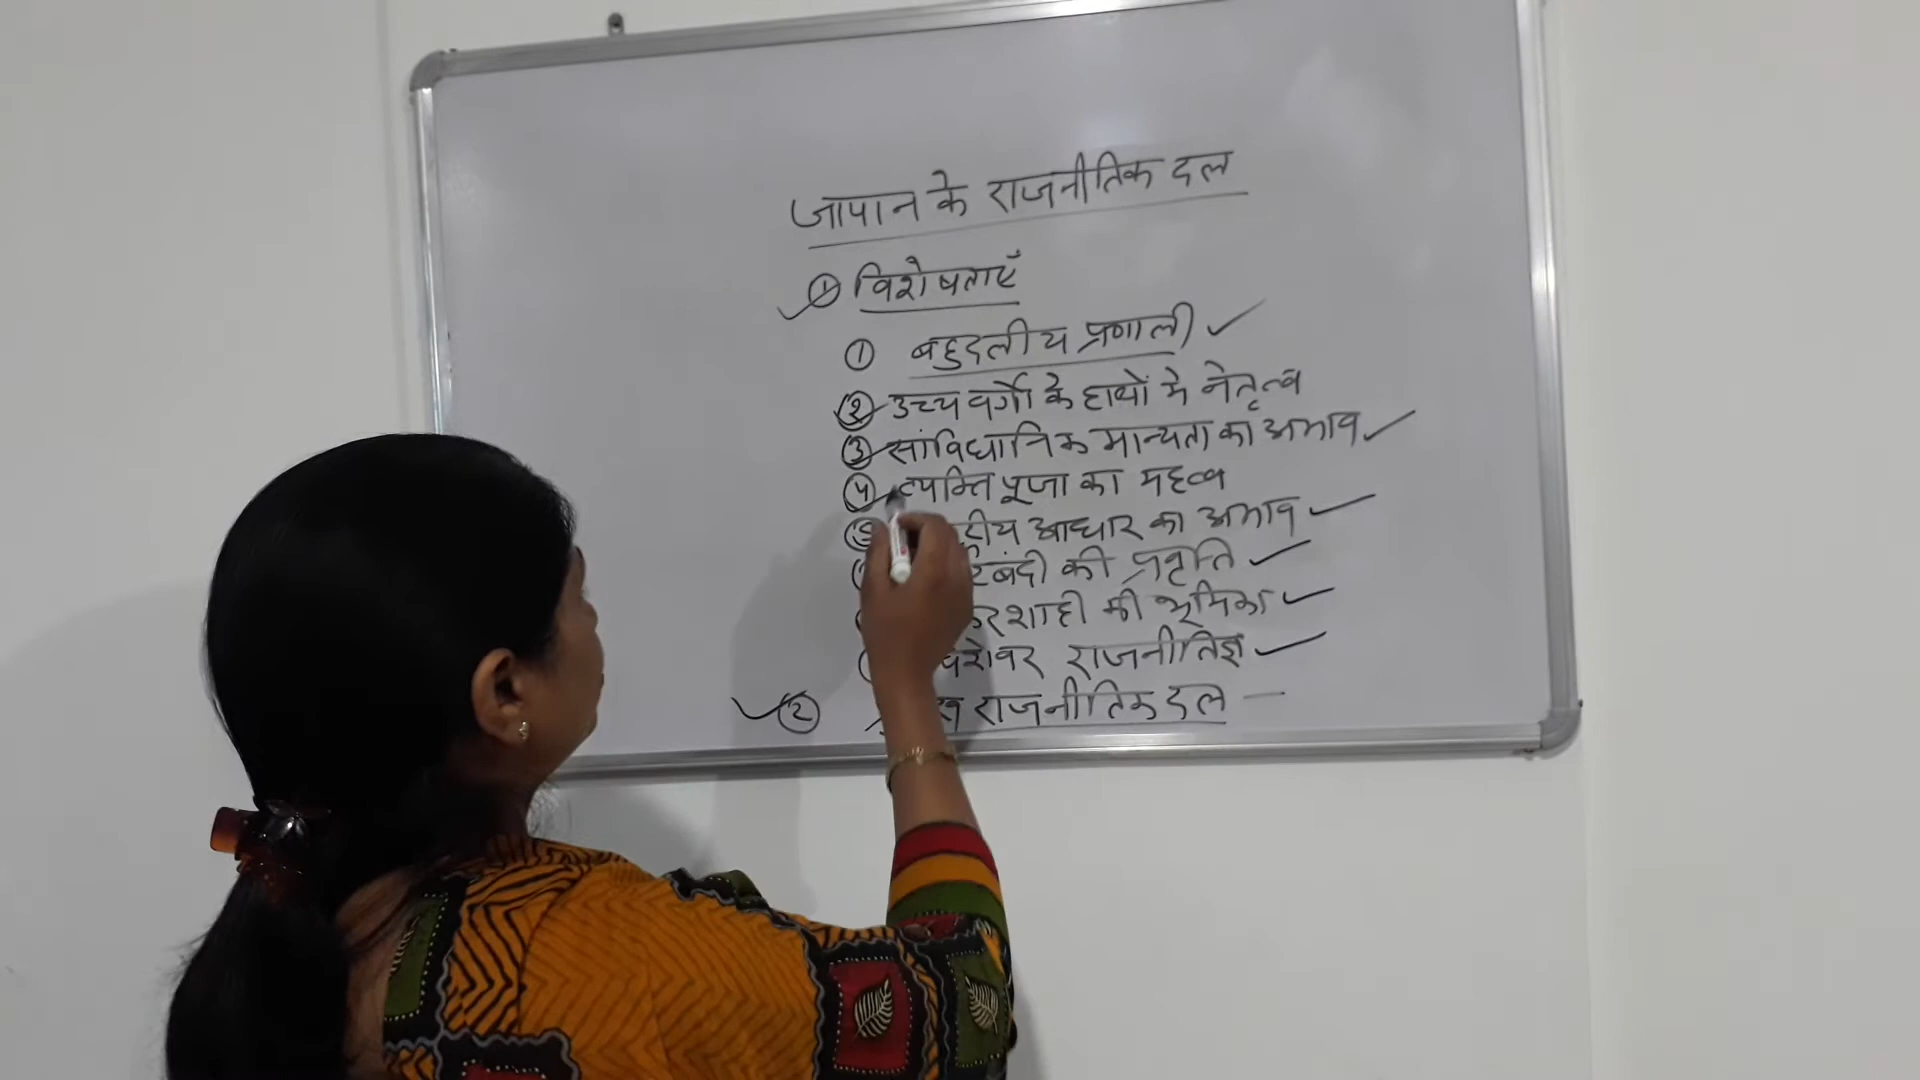 जापान के राजनीतिक दल
① विशेषताएँ
① बहुदलीय प्रणाली
② उच्च वर्गो के हाथों मे नेतृत्व
③ सांविधानिक मान्यता का अभाव
④ व्यक्ति पूजा का महत्व
⑤ आधार का अभाव
की प्रवृति
की भूमिका
राजनीतिज्ञ
② राजनीतिक दल —